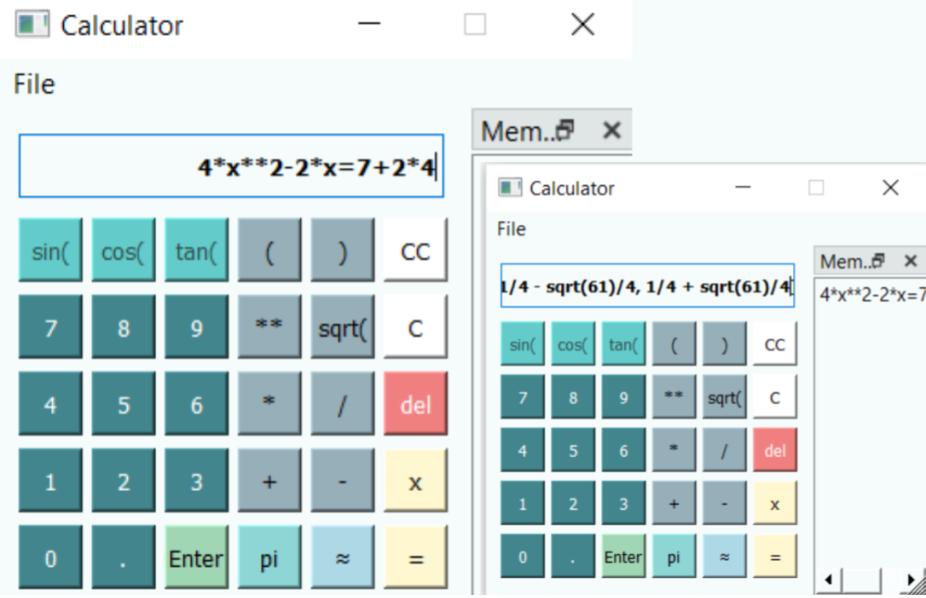 Calculator
File
4*x**2-2*x=7+2*4
Mem..
sin( cos( tan( ( ) CC
7 8 9 ** sqrt( C
4 5 6 * / del
1 2 3 + - x
0 . Enter pi ≈ =
Calculator
File
1/4 - sqrt(61)/4, 1/4 + sqrt(61)/4
Mem..
4*x**2-2*x=7
sin( cos( tan( ( ) CC
7 8 9 ** sqrt( C
4 5 6 * / del
1 2 3 + - x
0 . Enter pi ≈ =